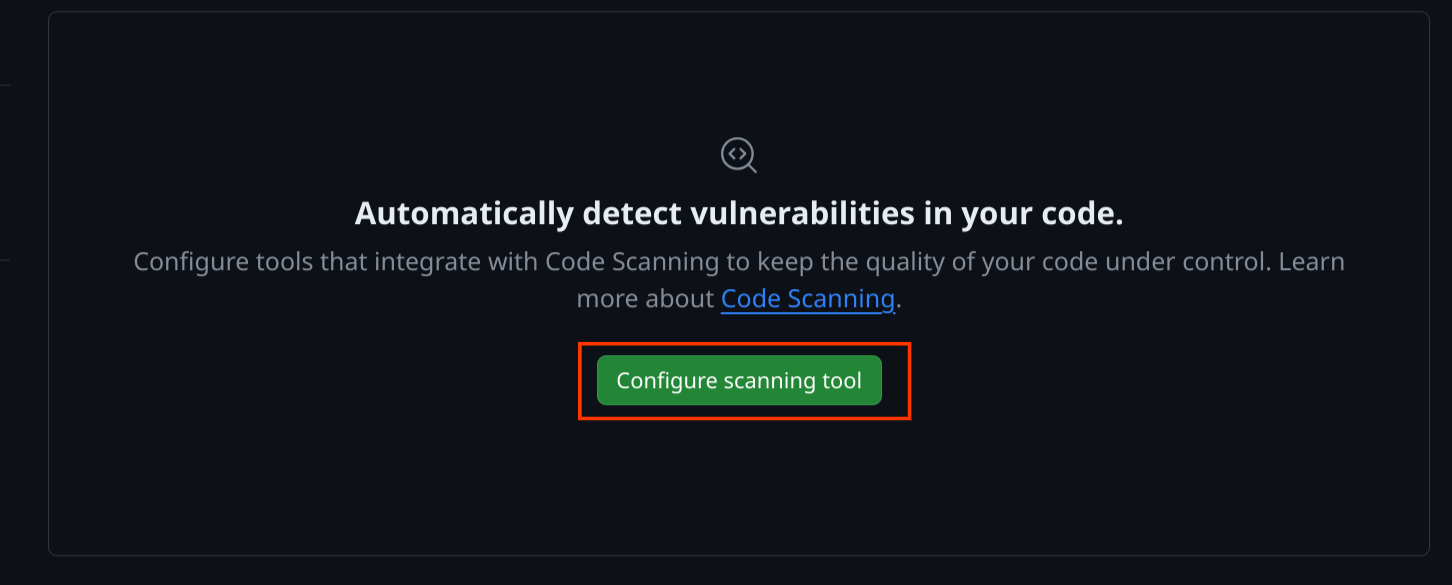 Automatically detect vulnerabilities in your code.
Configure tools that integrate with Code Scanning to keep the quality of your code under control. Learn
more about Code Scanning.
Configure scanning tool